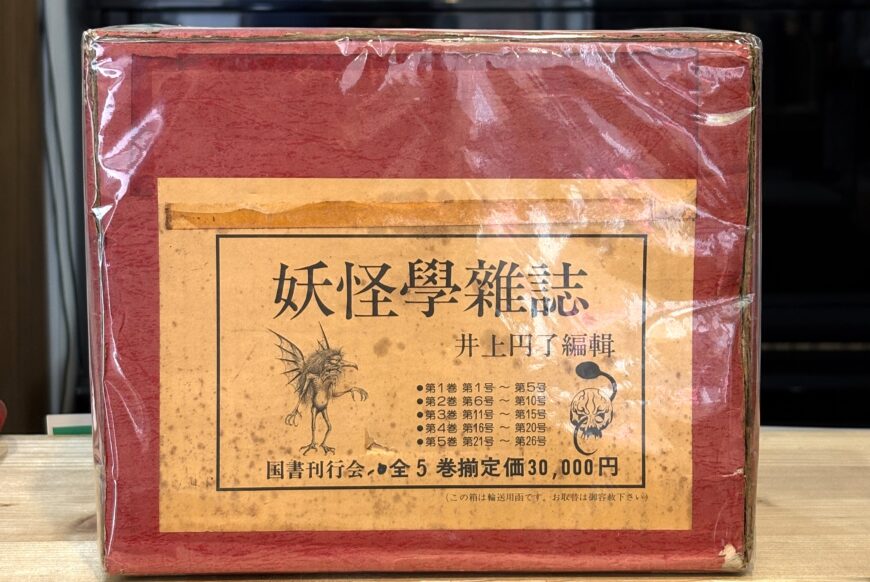 妖怪學雜誌
井上円了編輯
●第1巻 第1号 ～ 第5号
●第2巻 第6号 ～ 第10号
●第3巻 第11号 ～ 第15号
●第4巻 第16号 ～ 第20号
●第5巻 第21号 ～ 第26号
国書刊行会 ●全5巻揃定価30,000円
(この箱は輸送用函です。お取替は御容赦下さい)